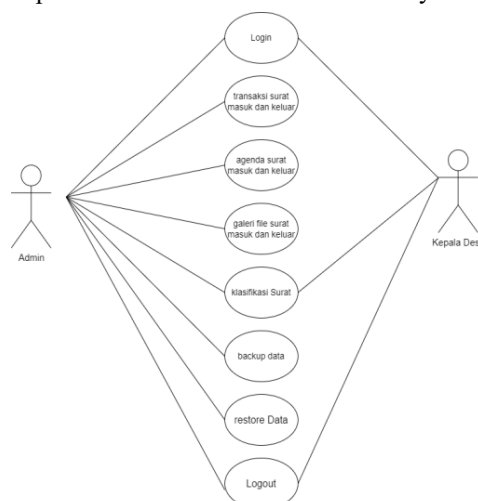 Login
transaksi surat
masuk dan keluar
agenda surat
masuk dan keluar
galeri file surat
masuk dan keluar
Admin
Kepala Des
klasifikasi Surat
backup data
restore Data
Logout